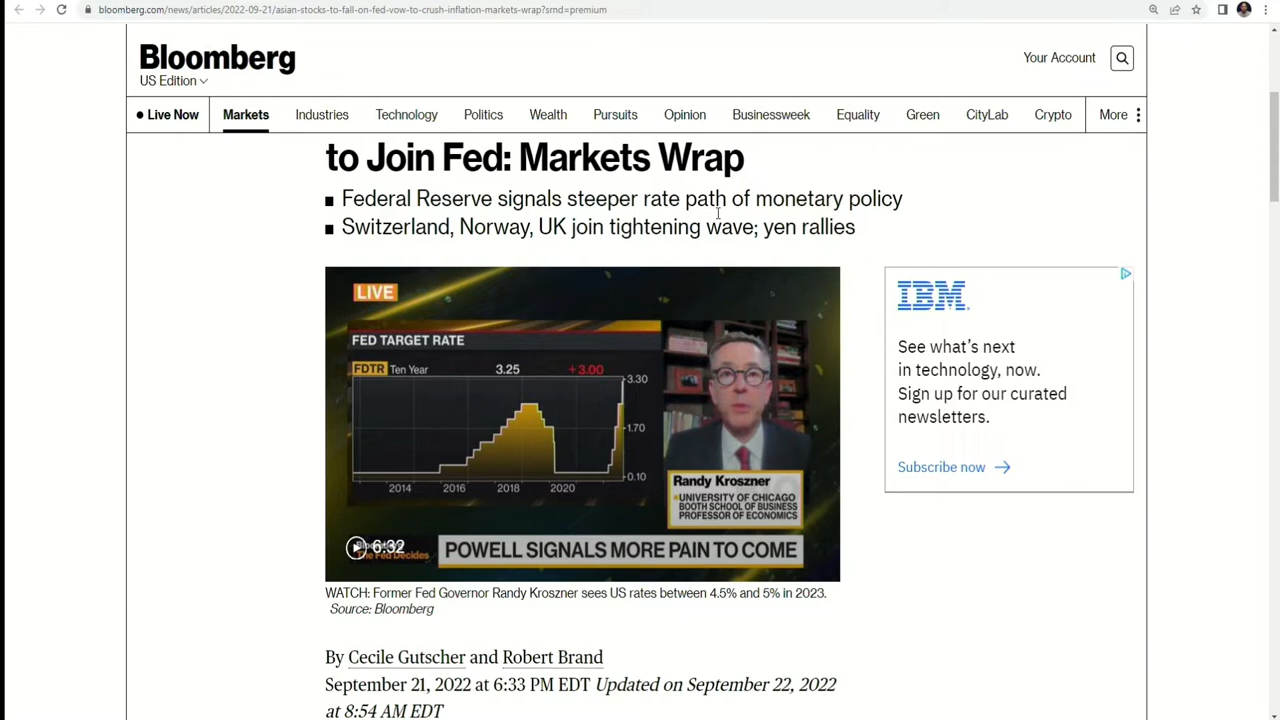 bloomberg.com/news/articles/2022-09-21/asian-stocks-to-fall-on-fed-vow-to-crush-inflation-markets-wrap?srnd=premium
Bloomberg
US Edition
Your Account
Live Now
Markets
Industries
Technology
Politics
Wealth
Pursuits
Opinion
Businessweek
Equality
Green
CityLab
Crypto
More
to Join Fed: Markets Wrap
Federal Reserve signals steeper rate path of monetary policy
Switzerland, Norway, UK join tightening wave; yen rallies
LIVE
FED TARGET RATE
FDTR Ten Year 3.25 +3.00
3.30
1.70
0.10
2014 2016 2018 2020
Randy Kroszner
UNIVERSITY OF CHICAGO
BOOTH SCHOOL OF BUSINESS
PROFESSOR OF ECONOMICS
6:32
Bloomberg
The Fed Decides
POWELL SIGNALS MORE PAIN TO COME
IBM
See what's next
in technology, now.
Sign up for our curated
newsletters.
Subscribe now
WATCH: Former Fed Governor Randy Kroszner sees US rates between 4.5% and 5% in 2023.
Source: Bloomberg
By Cecile Gutscher and Robert Brand
September 21, 2022 at 6:33 PM EDT Updated on September 22, 2022
at 8:54 AM EDT